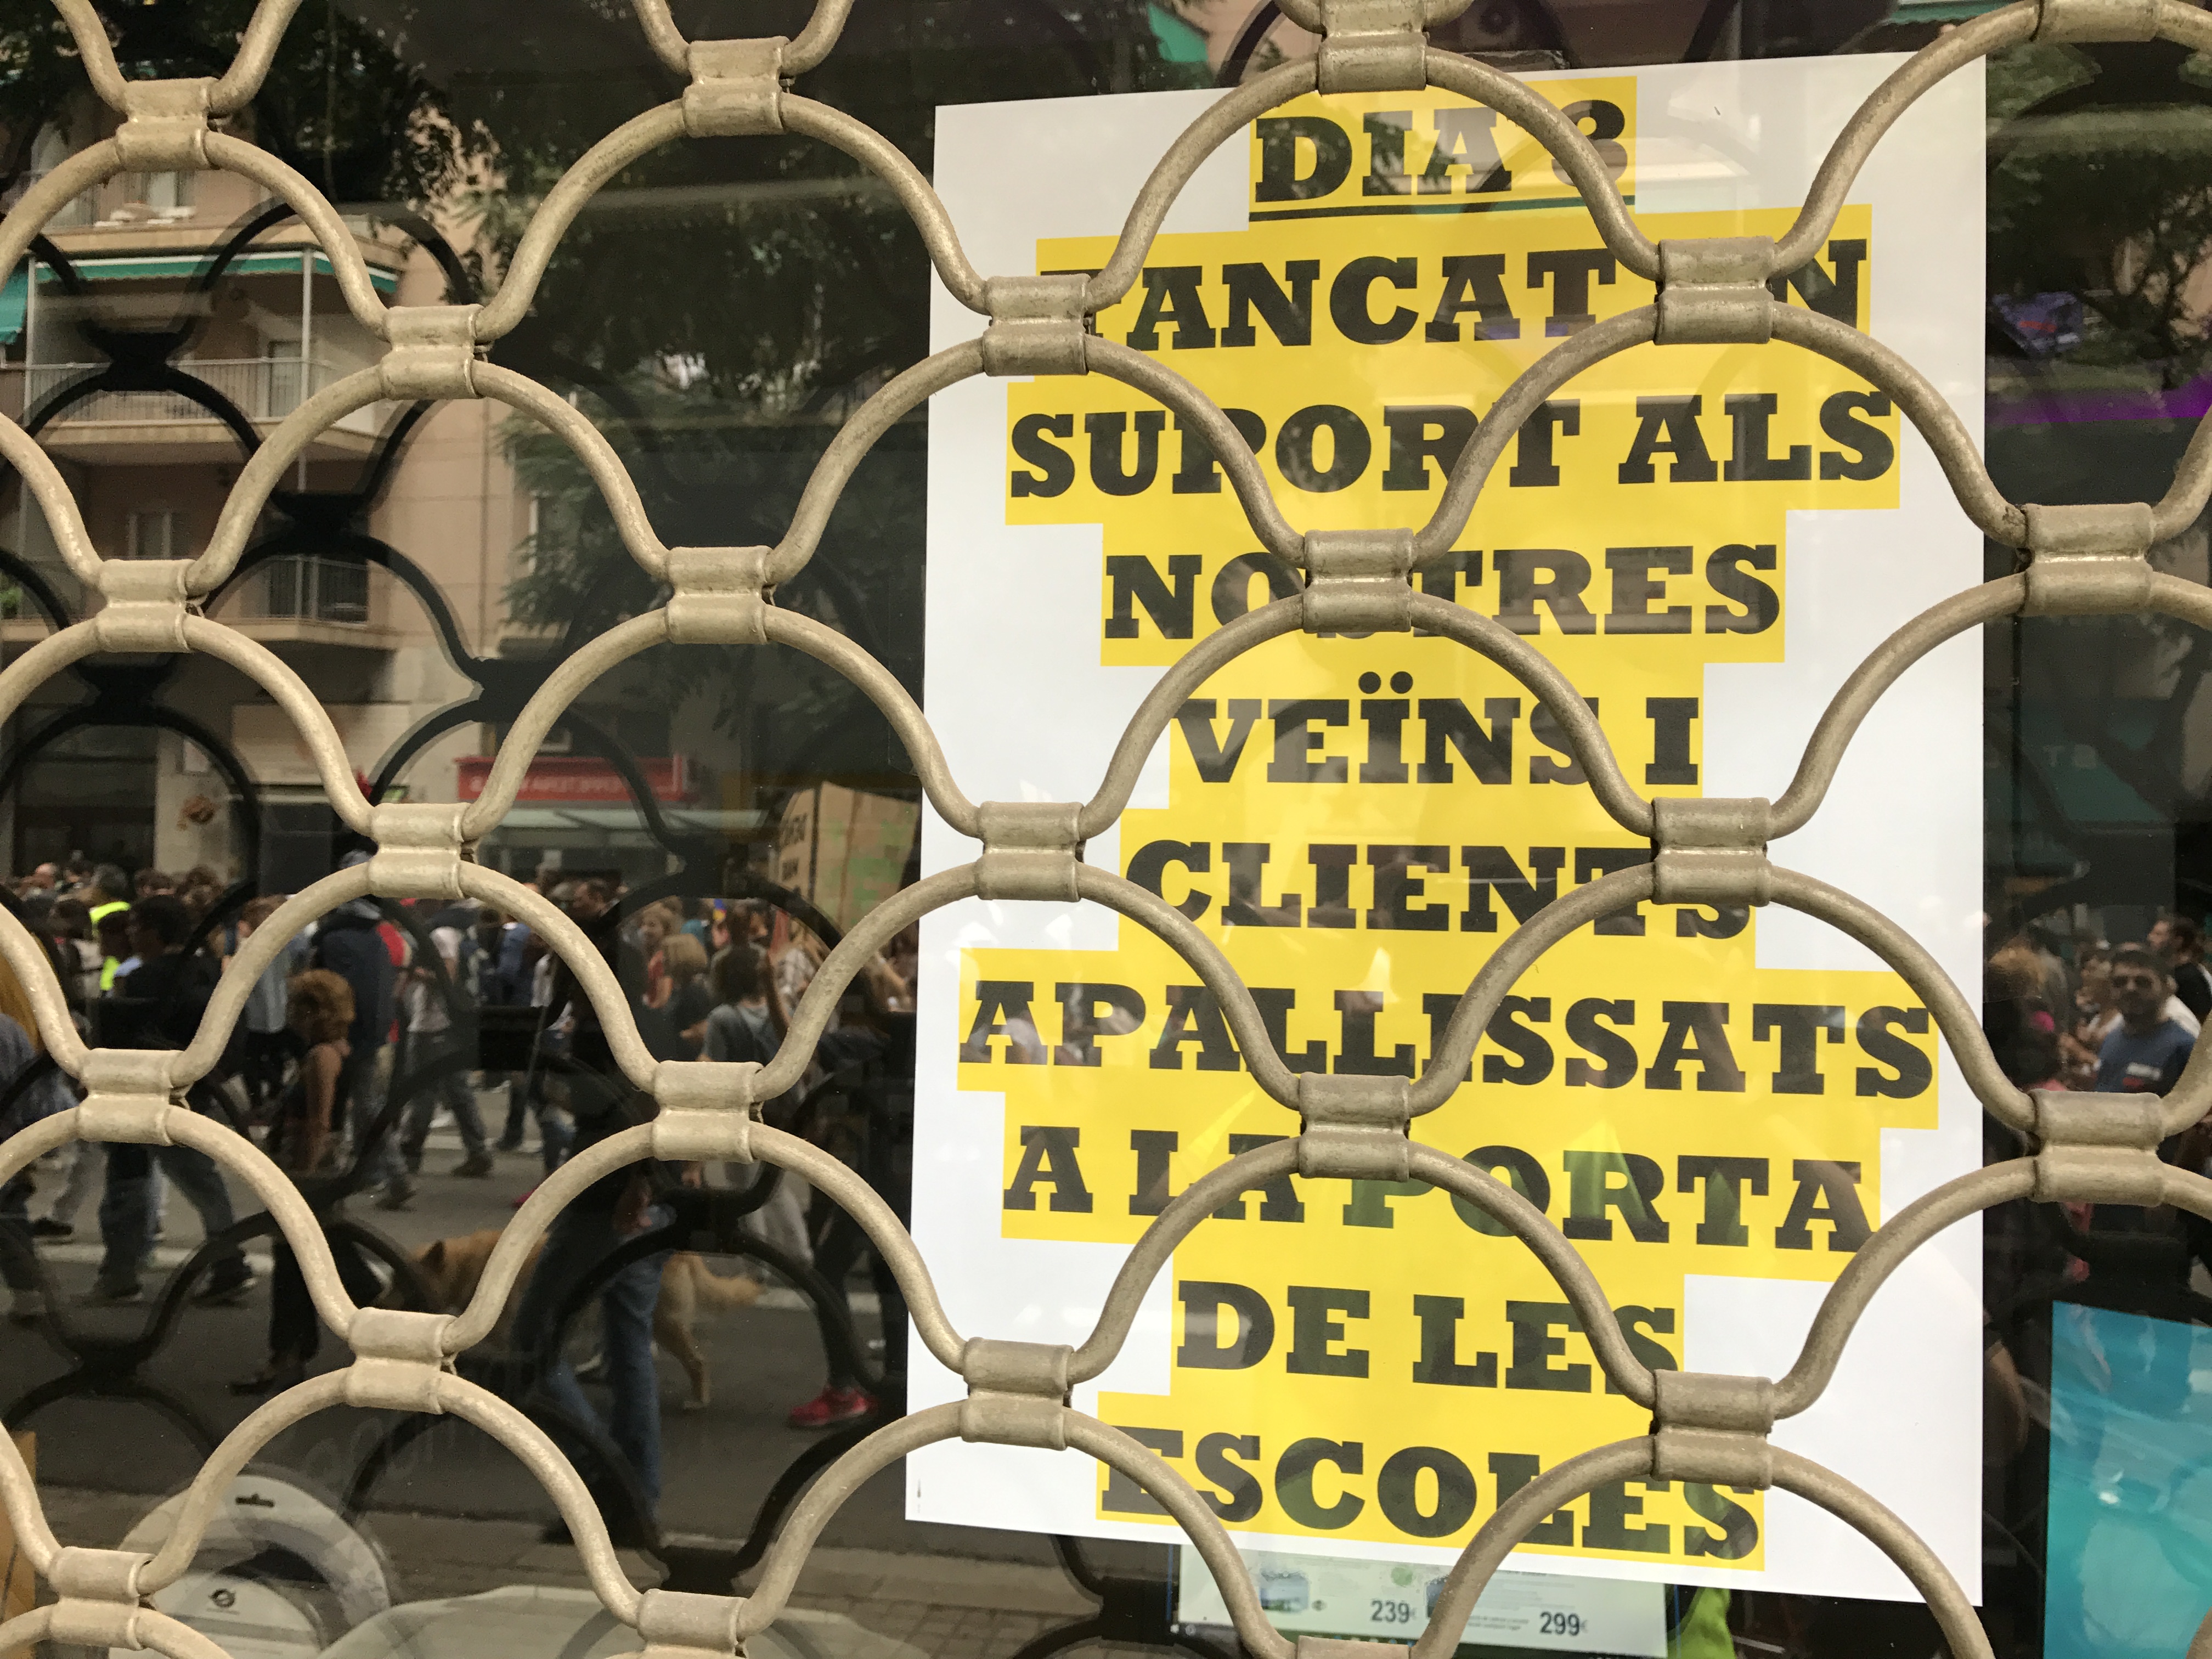 DIA 3
TANCAT EN
SUPORT ALS
NOSTRES
VEÏNS I
CLIENTS
APALLISSATS
A LA PORTA
DE LES
ESCOLES
239€
299€